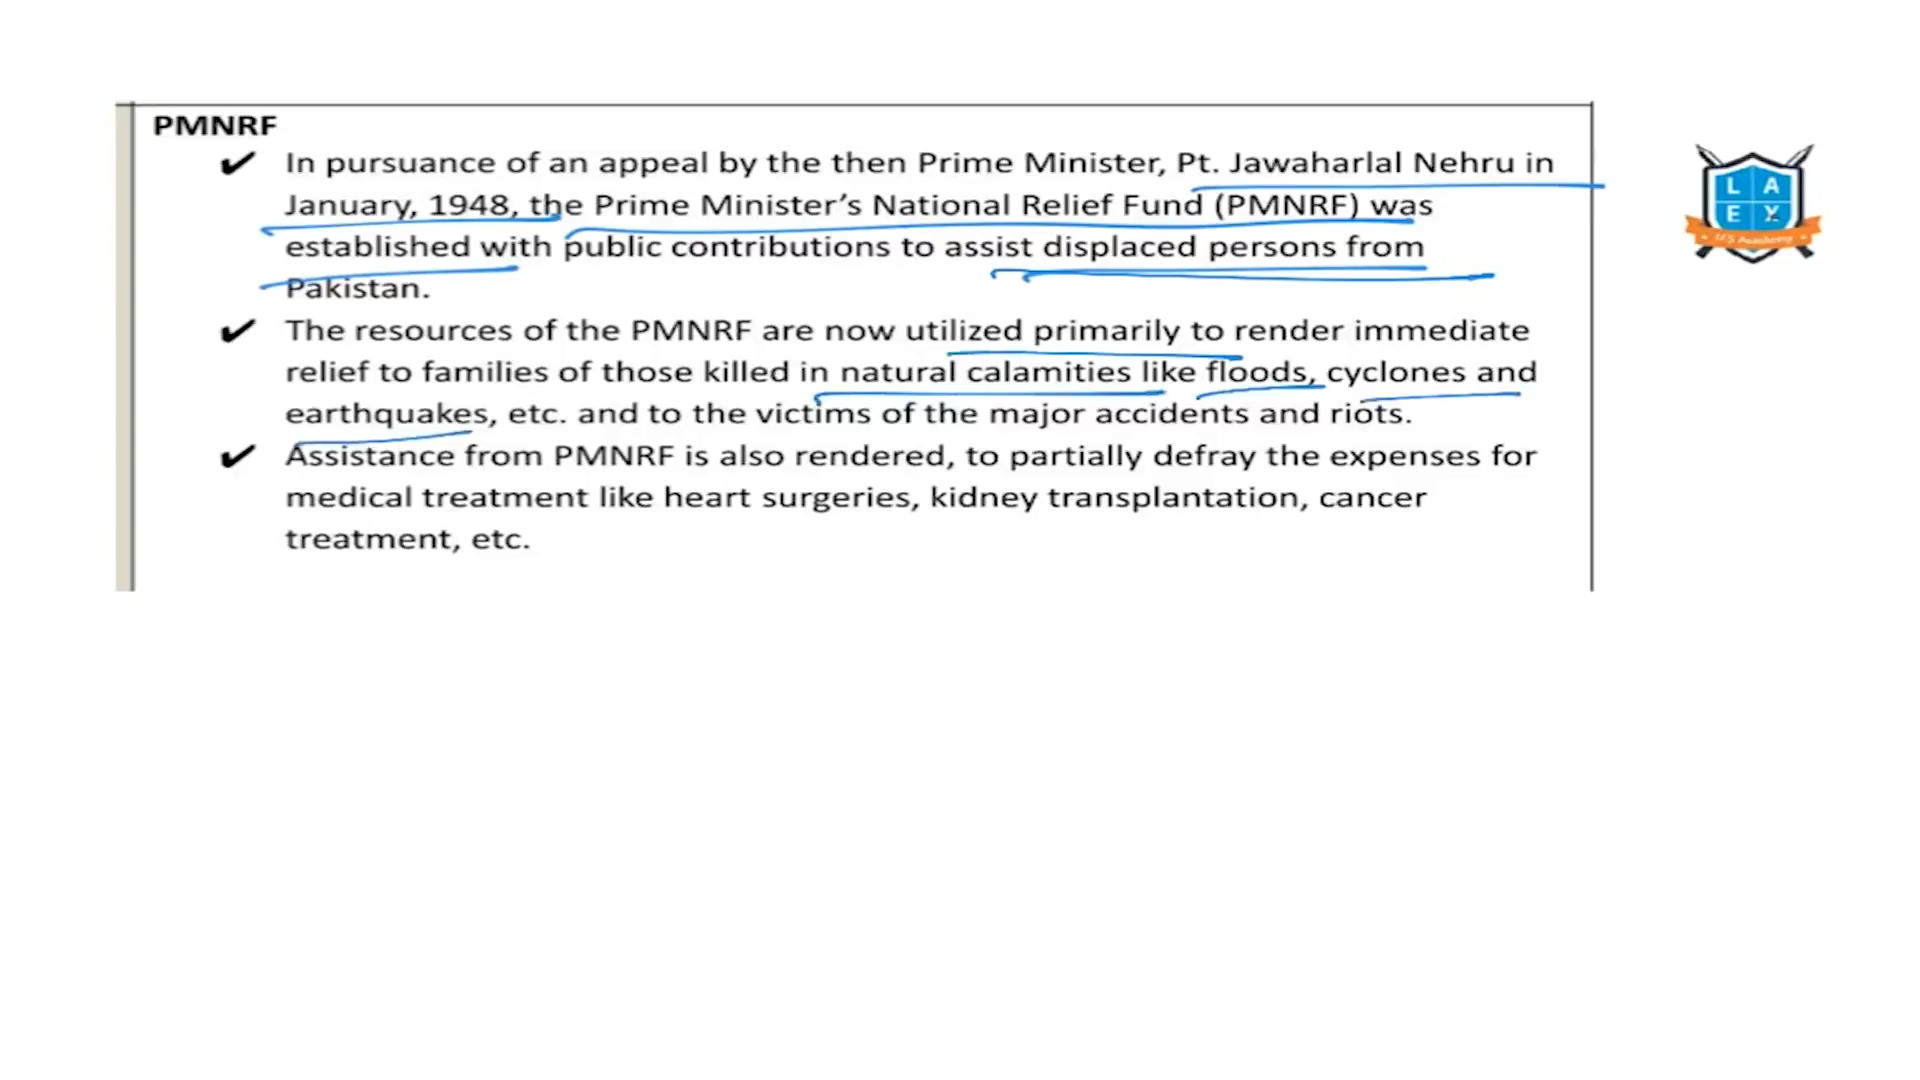 PMNRF
✔ In pursuance of an appeal by the then Prime Minister, Pt. Jawaharlal Nehru in
January, 1948, the Prime Minister’s National Relief Fund (PMNRF) was
established with public contributions to assist displaced persons from
Pakistan.
✔ The resources of the PMNRF are now utilized primarily to render immediate
relief to families of those killed in natural calamities like floods, cyclones and
earthquakes, etc. and to the victims of the major accidents and riots.
✔ Assistance from PMNRF is also rendered, to partially defray the expenses for
medical treatment like heart surgeries, kidney transplantation, cancer
treatment, etc.
L A
E X
Academy